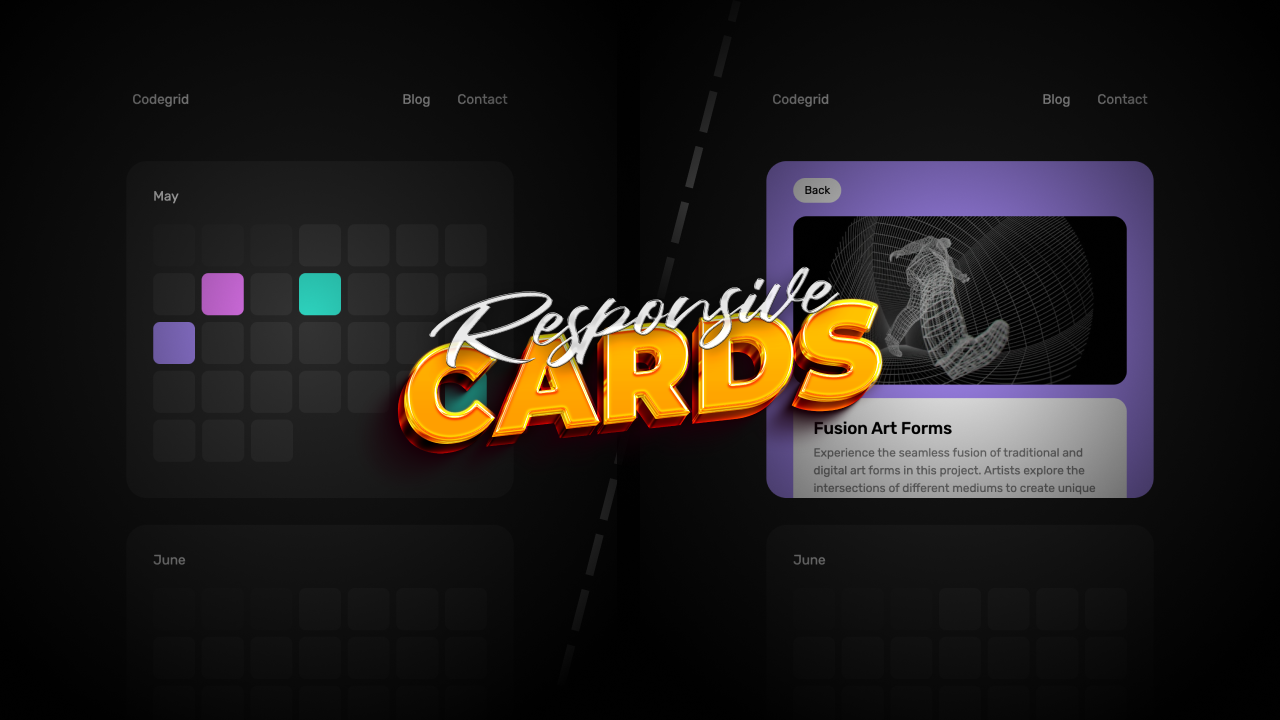 Codegrid
Blog
Contact
May
June
Responsive
CARDS
Codegrid
Blog
Contact
Back
Fusion Art Forms
Experience the seamless fusion of traditional and
digital art forms in this project. Artists explore the
intersections of different mediums to create unique
June